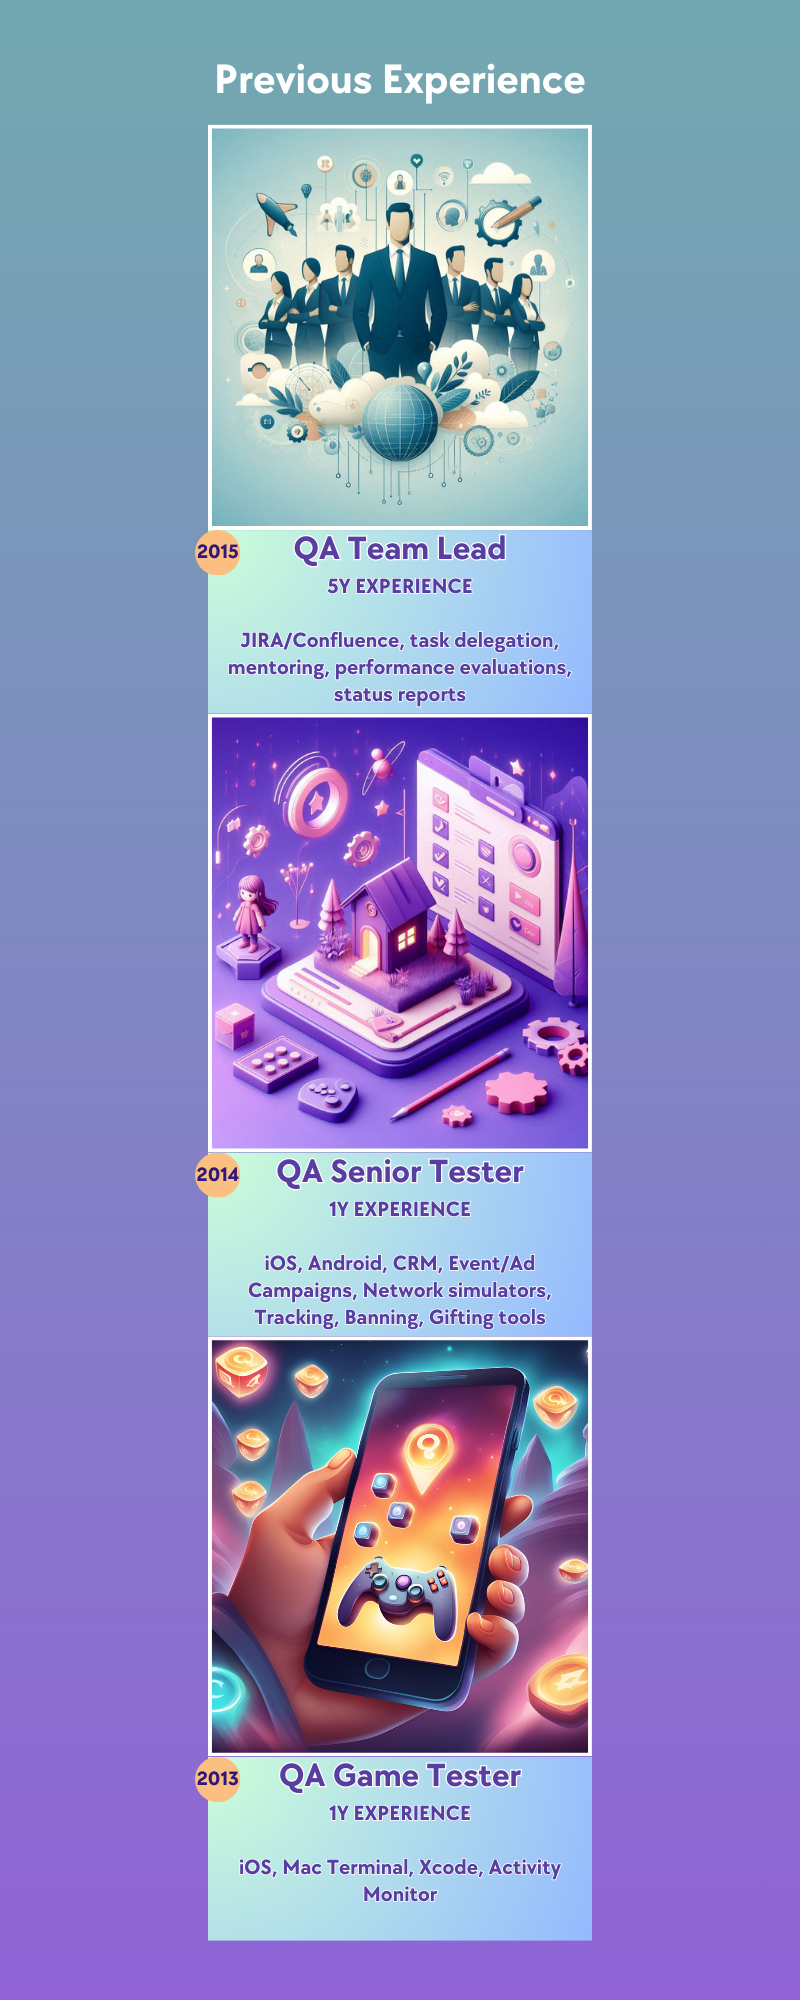 Previous Experience
2015
QA Team Lead
5Y EXPERIENCE
JIRA/Confluence, task delegation,
mentoring, performance evaluations,
status reports
2014
QA Senior Tester
1Y EXPERIENCE
iOS, Android, CRM, Event/Ad
Campaigns, Network simulators,
Tracking, Banning, Gifting tools
2013
QA Game Tester
1Y EXPERIENCE
iOS, Mac Terminal, Xcode, Activity
Monitor